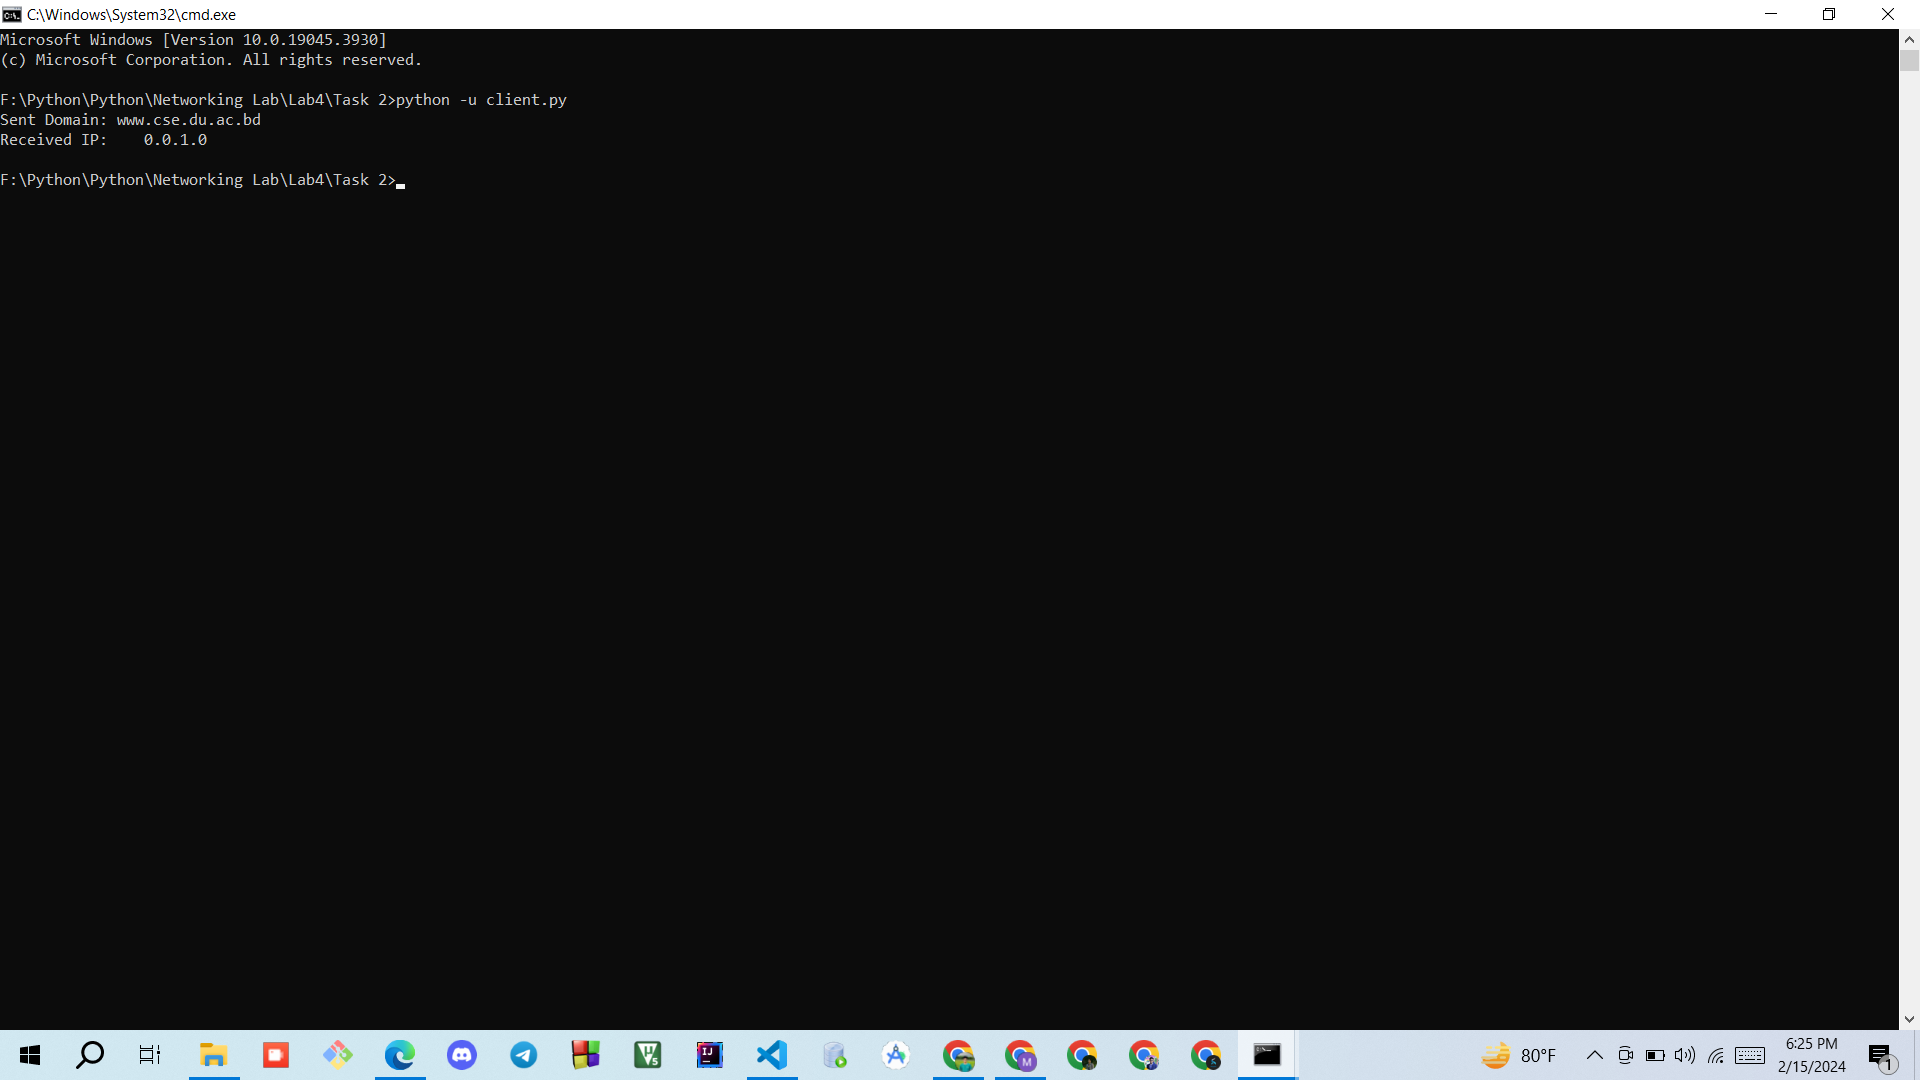 C:\Windows\System32\cmd.exe
Microsoft Windows [Version 10.0.19045.3930]
(c) Microsoft Corporation. All rights reserved.
F:\Python\Python\Networking Lab\Lab4\Task 2>python -u client.py
Sent Domain: www.cse.du.ac.bd
Received IP:    0.0.1.0
F:\Python\Python\Networking Lab\Lab4\Task 2>
80°F
6:25 PM
2/15/2024
1